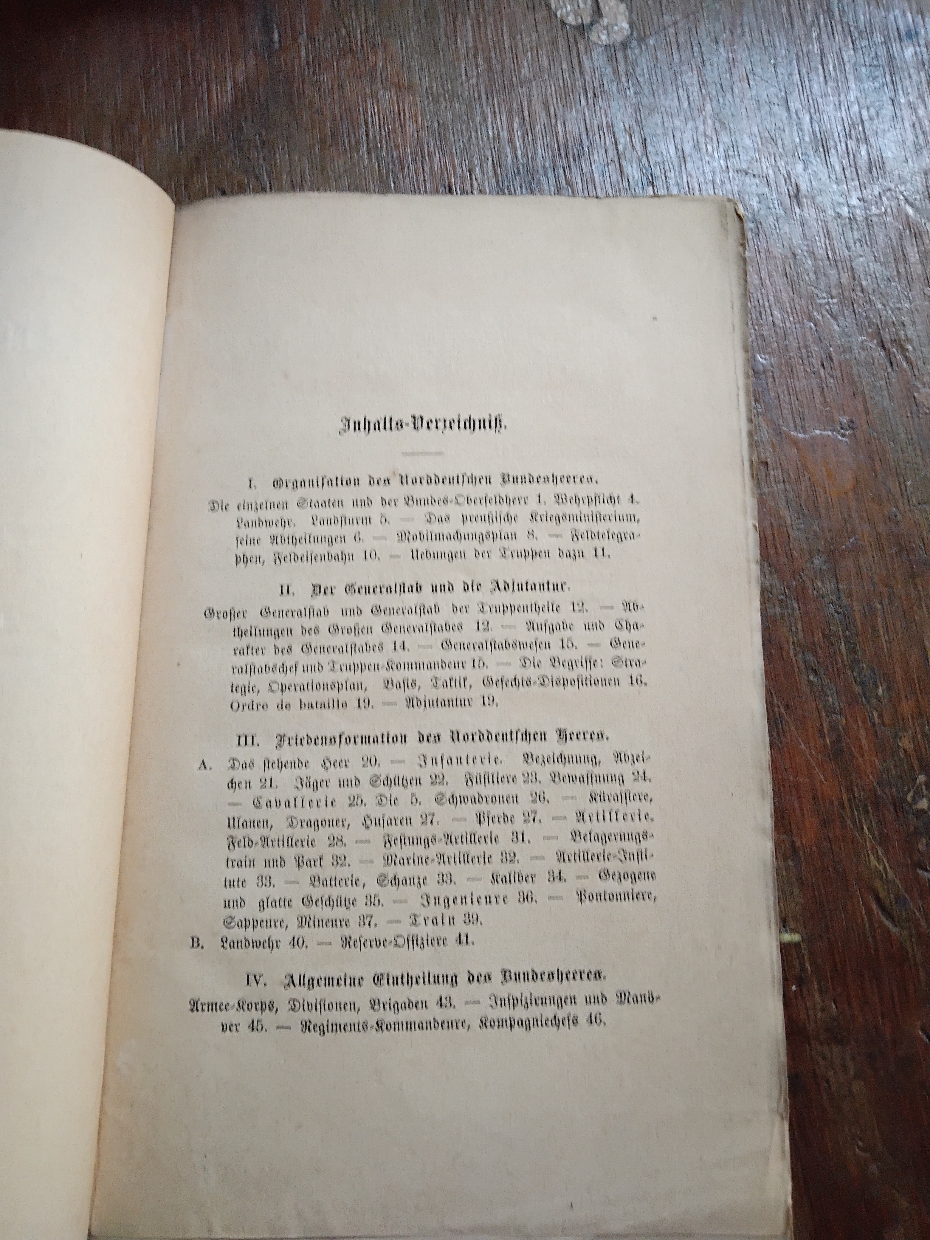 Inhalts-Verzeichniß.
I. Organisation des Norddeutschen Bundesheeres.
Die einzelnen Staaten und der Bundes-Oberfeldherr 1. Wehrpflicht 4.
Landwehr. Landsturm 5. — Das preußische Kriegsministerium,
seine Abtheilungen 6. — Mobilmachungsplan 8. — Feldtelegra-
phen, Feldeisenbahn 10. — Uebungen der Truppen dazu 11.
II. Der Generalstab und die Adjutantur.
Großer Generalstab und Generalstab der Truppentheile 12. — Ab-
theilungen des Großen Generalstabes 12. — Aufgabe und Cha-
rakter des Generalstabes 14. — Generalstabswesen 15. — Gene-
ralstabschef und Truppen-Kommandeur 15. — Die Begriffe: Stra-
tegie, Operationsplan, Basis, Taktik, Gefechts-Dispositionen 16.
Ordre de bataille 19. — Adjutantur 19.
III. Friedensformation des Norddeutschen Heeres.
A. Das stehende Heer 20. — Infanterie. Bezeichnung, Abzei-
chen 21. Jäger und Schützen 22. Füsiliere 23. Bewaffnung 24.
— Cavallerie 25. Die 5. Schwadronen 26. — Kürassiere,
Ulanen, Dragoner, Husaren 27. — Pferde 27. — Artillerie.
Feld-Artillerie 28. — Festungs-Artillerie 31. — Belagerungs-
train und Park 32. — Marine-Artillerie 32. — Artillerie-Insti-
tute 33. — Batterie, Schanze 33. — Kaliber 34. — Gezogene
und glatte Geschütze 35. — Ingenieure 36. — Pontonniere,
Sappeure, Mineure 37. — Train 39.
B. Landwehr 40. — Reserve-Offiziere 41.
IV. Allgemeine Eintheilung des Bundesheeres.
Armee-Korps, Divisionen, Brigaden 43. — Inspizirungen und Manö-
ver 45. — Regiments-Kommandeure, Kompagniechefs 46.